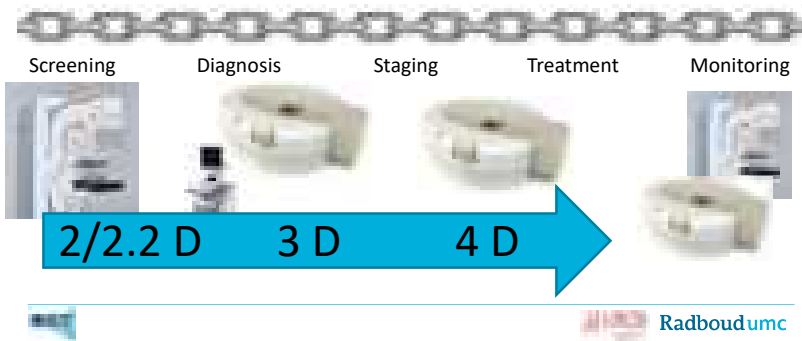 Screening Diagnosis Staging Treatment Monitoring
2/2.2 D 3 D 4 D
Radboudumc